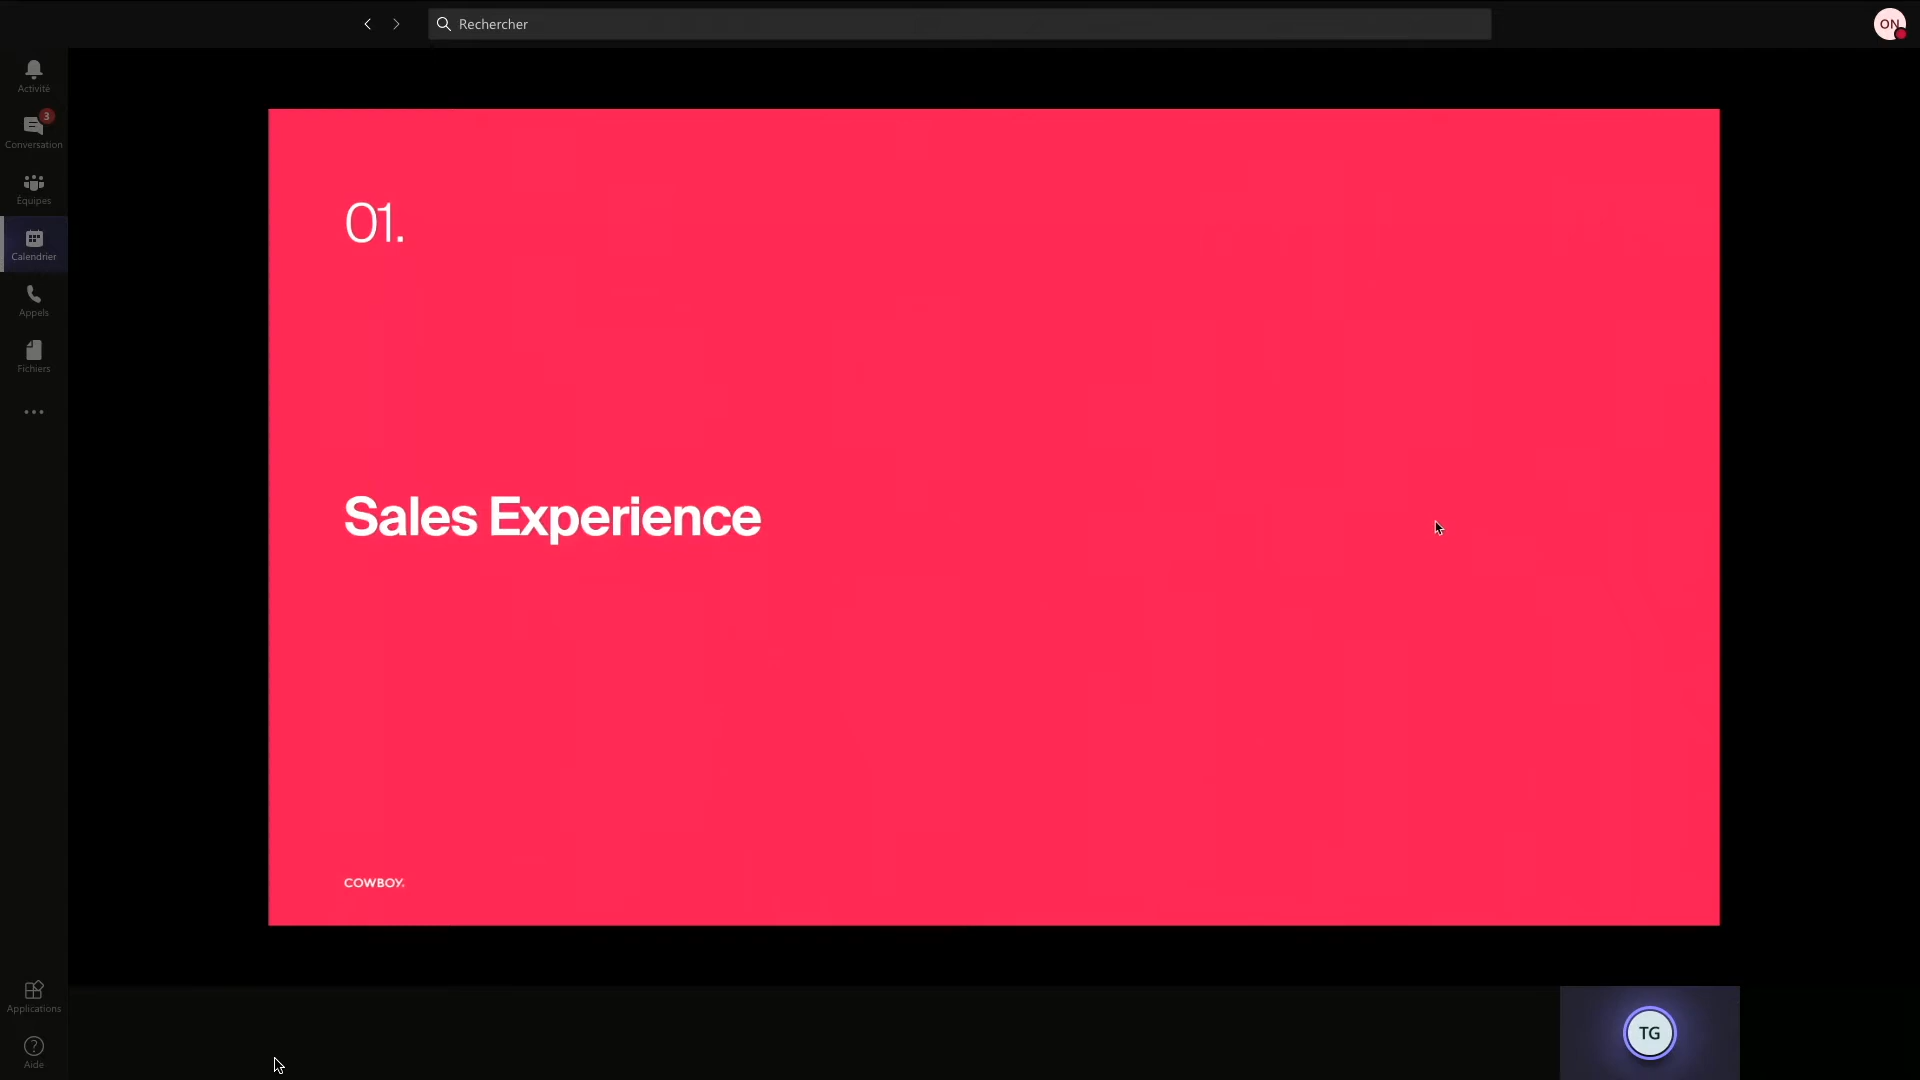 Rechercher
ON
Activité
3
Conversation
Équipes
Calendrier
Appels
Fichiers
01.
Sales Experience
COWBOY.
Applications
Aide
TG